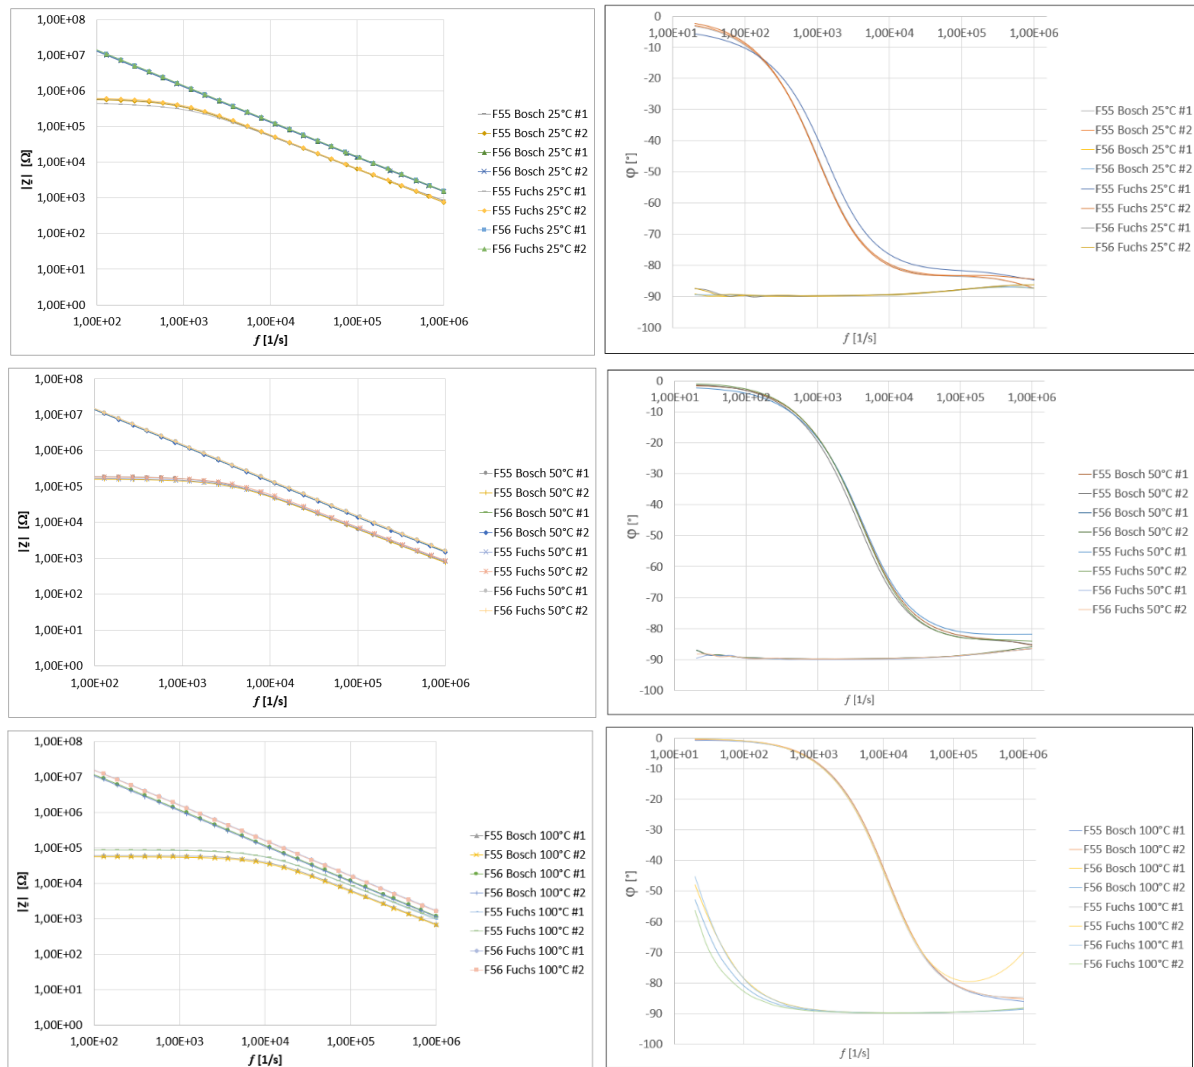 1,00E+08
1,00E+07
1,00E+06
1,00E+05
1,00E+04
1,00E+03
1,00E+02
1,00E+01
1,00E+00
|Z| [Ω]
1,00E+02 1,00E+03 1,00E+04 1,00E+05 1,00E+06
f [1/s]
F55 Bosch 25°C #1
F55 Bosch 25°C #2
F56 Bosch 25°C #1
F56 Bosch 25°C #2
F55 Fuchs 25°C #1
F55 Fuchs 25°C #2
F56 Fuchs 25°C #1
F56 Fuchs 25°C #2
0
1,00E+01 1,00E+02 1,00E+03 1,00E+04 1,00E+05 1,00E+06
-10
-20
-30
-40
-50
-60
-70
-80
-90
-100
φ [°]
f [1/s]
F55 Bosch 25°C #1
F55 Bosch 25°C #2
F56 Bosch 25°C #1
F56 Bosch 25°C #2
F55 Fuchs 25°C #1
F55 Fuchs 25°C #2
F56 Fuchs 25°C #1
F56 Fuchs 25°C #2
1,00E+08
1,00E+07
1,00E+06
1,00E+05
1,00E+04
1,00E+03
1,00E+02
1,00E+01
1,00E+00
|Z| [Ω]
1,00E+02 1,00E+03 1,00E+04 1,00E+05 1,00E+06
f [1/s]
F55 Bosch 50°C #1
F55 Bosch 50°C #2
F56 Bosch 50°C #1
F56 Bosch 50°C #2
F55 Fuchs 50°C #1
F55 Fuchs 50°C #2
F56 Fuchs 50°C #1
F56 Fuchs 50°C #2
0
1,00E+01 1,00E+02 1,00E+03 1,00E+04 1,00E+05 1,00E+06
-10
-20
-30
-40
-50
-60
-70
-80
-90
-100
φ [°]
f [1/s]
F55 Bosch 50°C #1
F55 Bosch 50°C #2
F56 Bosch 50°C #1
F56 Bosch 50°C #2
F55 Fuchs 50°C #1
F55 Fuchs 50°C #2
F56 Fuchs 50°C #1
F56 Fuchs 50°C #2
1,00E+08
1,00E+07
1,00E+06
1,00E+05
1,00E+04
1,00E+03
1,00E+02
1,00E+01
1,00E+00
|Z| [Ω]
1,00E+02 1,00E+03 1,00E+04 1,00E+05 1,00E+06
f [1/s]
F55 Bosch 100°C #1
F55 Bosch 100°C #2
F56 Bosch 100°C #1
F56 Bosch 100°C #2
F55 Fuchs 100°C #1
F55 Fuchs 100°C #2
F56 Fuchs 100°C #1
F56 Fuchs 100°C #2
0
1,00E+01 1,00E+02 1,00E+03 1,00E+04 1,00E+05 1,00E+06
-10
-20
-30
-40
-50
-60
-70
-80
-90
-100
φ [°]
f [1/s]
F55 Bosch 100°C #1
F55 Bosch 100°C #2
F56 Bosch 100°C #1
F56 Bosch 100°C #2
F55 Fuchs 100°C #1
F55 Fuchs 100°C #2
F56 Fuchs 100°C #1
F56 Fuchs 100°C #2